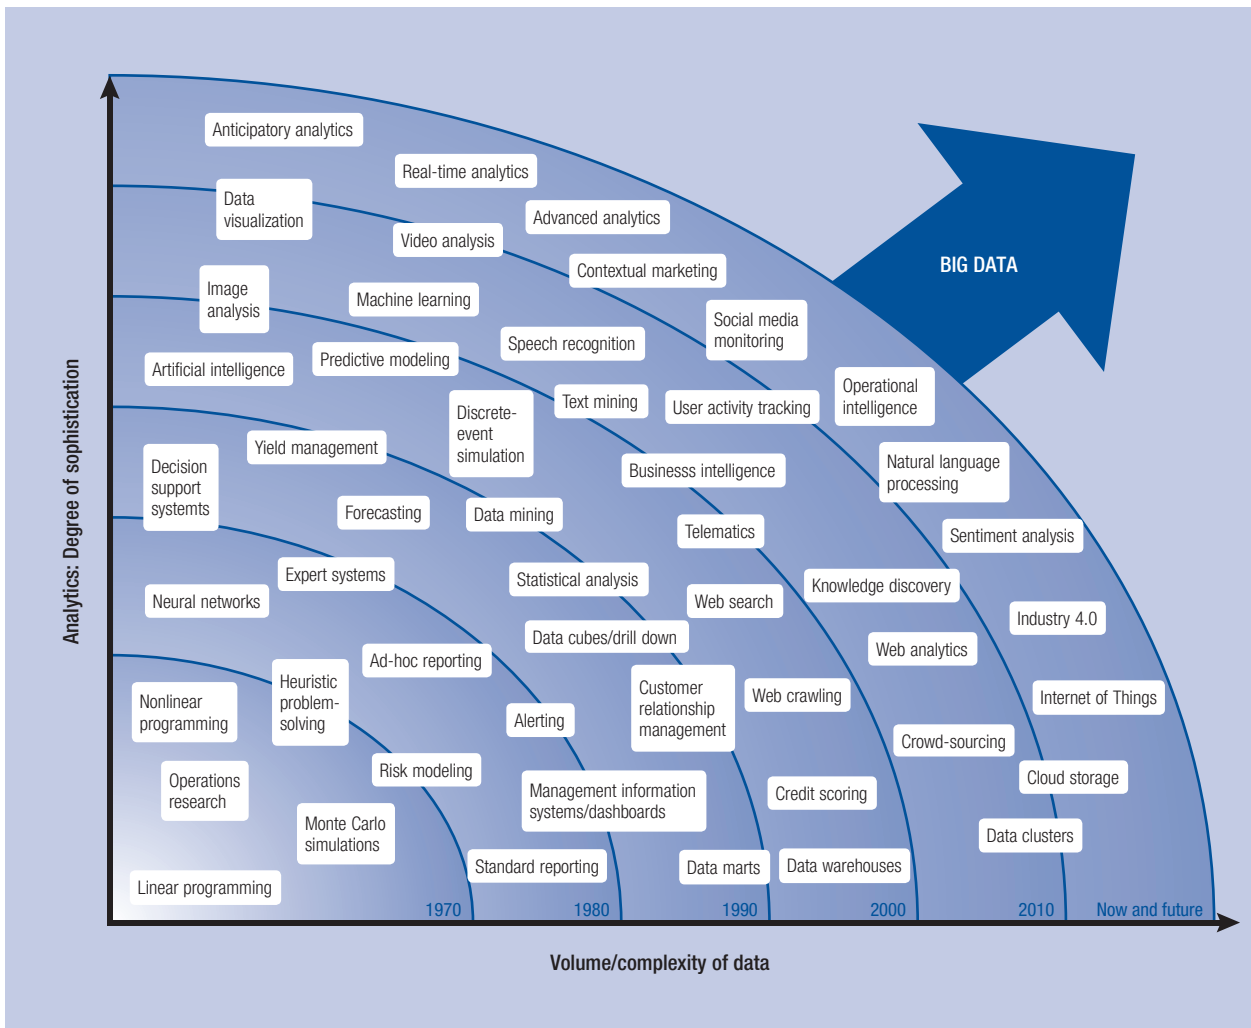 Anticipatory analytics
Real-time analytics
Data
visualization
Advanced analytics
Video analysis
Contextual marketing
BIG DATA
Image
analysis
Machine learning
Social media
monitoring
Speech recognition
Predictive modeling
Artificial intelligence
Operational
intelligence
Text mining
User activity tracking
Discrete-
event
simulation
Yield management
Decision
support
systemts
Businesss intelligence
Natural language
processing
Forecasting
Data mining
Telematics
Sentiment analysis
Expert systems
Statistical analysis
Knowledge discovery
Neural networks
Web search
Industry 4.0
Data cubes/drill down
Web analytics
Ad-hoc reporting
Heuristic
problem-
solving
Customer
relationship
management
Web crawling
Internet of Things
Nonlinear
programming
Alerting
Crowd-sourcing
Risk modeling
Cloud storage
Operations
research
Management information
systems/dashboards
Credit scoring
Monte Carlo
simulations
Data clusters
Standard reporting
Data marts
Data warehouses
Linear programming
1970
1980
1990
2000
2010
Now and future
Analytics: Degree of sophistication
Volume/complexity of data